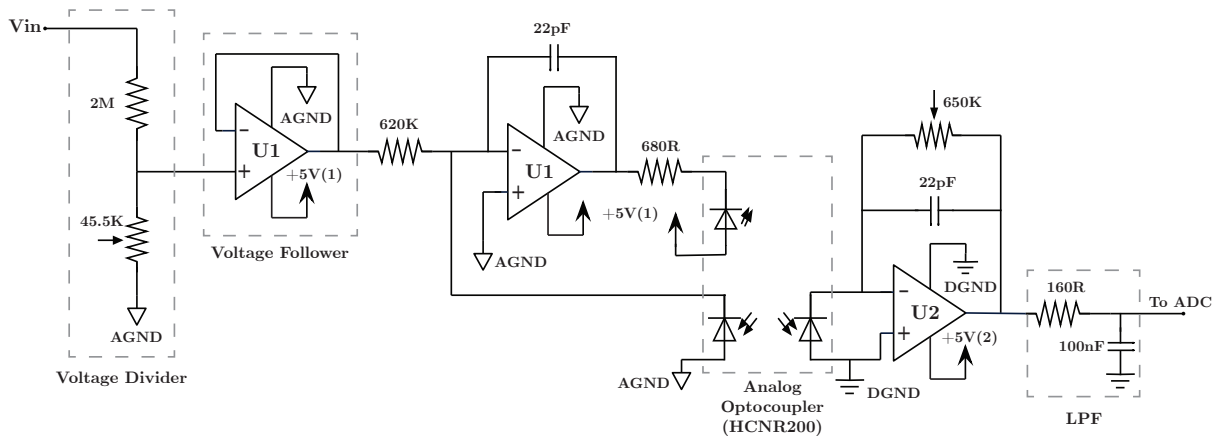 Vin
2M
45.5K
AGND
Voltage Divider
AGND
U1
+5V(1)
Voltage Follower
620K
22pF
AGND
U1
AGND
680R
+5V(1)
AGND
Analog
Optocoupler
(HCNR200)
650K
22pF
DGND
U2
+5V(2)
DGND
160R
100nF
To ADC
LPF